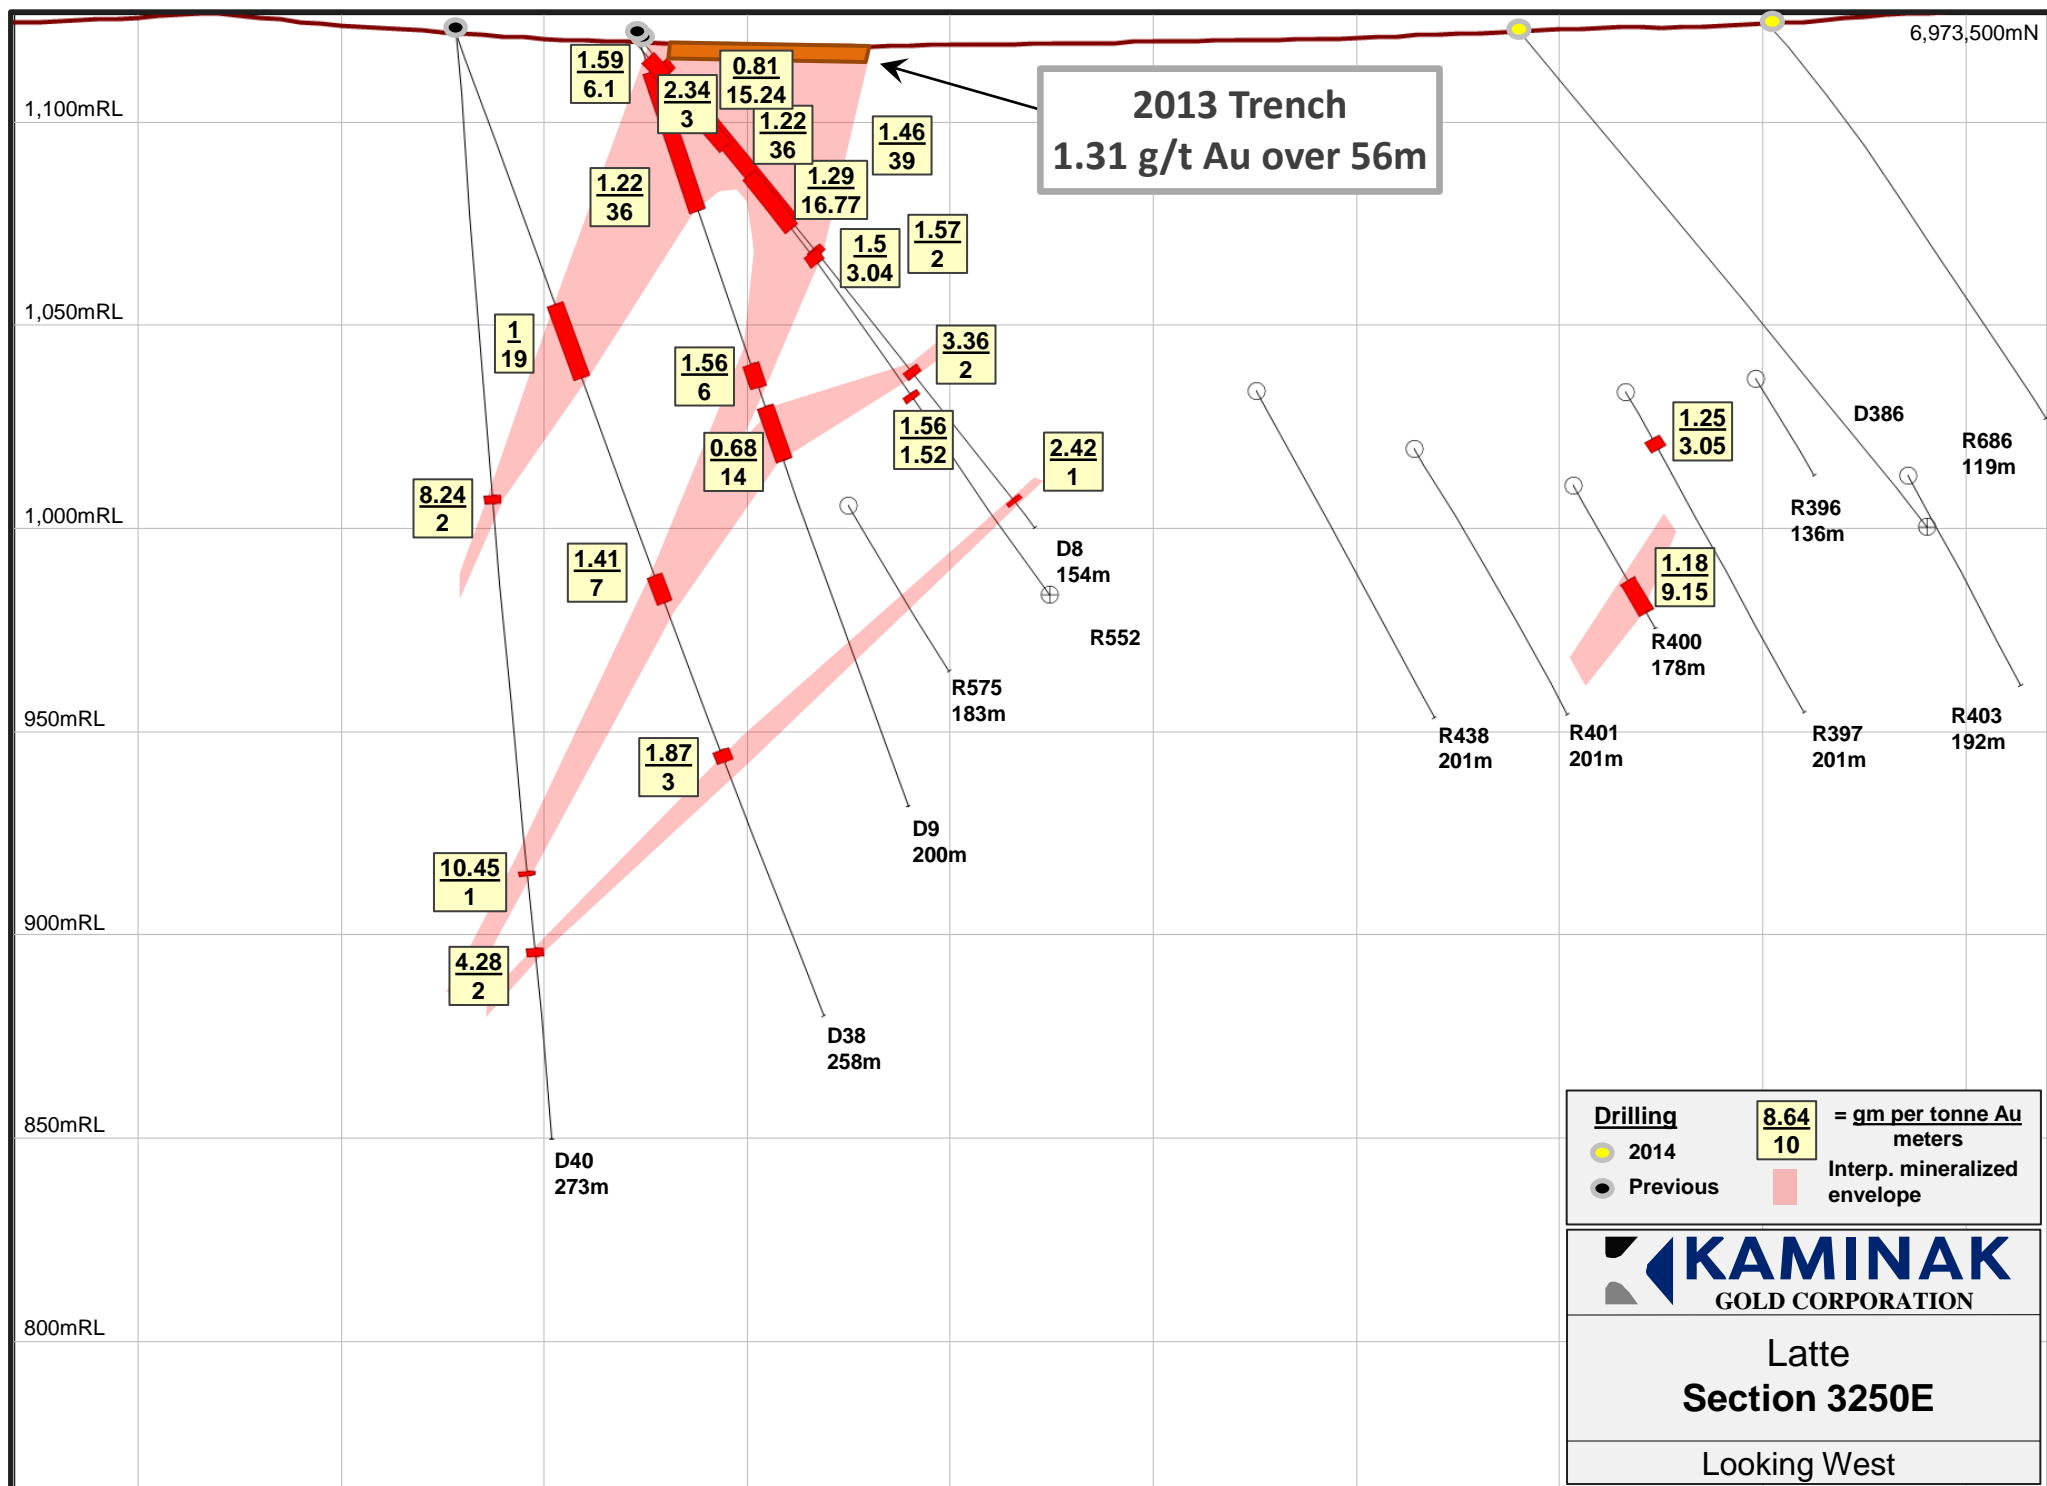 6,973,500mN
1.59
6.1
2.34
3
0.81
15.24
1.22
36
1.46
39
2013 Trench
1.31 g/t Au over 56m
1,100mRL
1.22
36
1.29
16.77
1.5
3.04
1.57
2
1,050mRL
1
19
1.56
6
3.36
2
0.68
14
1.56
1.52
2.42
1
1.25
3.05
D386
R686
119m
8.24
2
1,000mRL
R396
136m
1.41
7
D8
154m
1.18
9.15
R552
R400
178m
R575
183m
950mRL
1.87
3
R438
201m
R401
201m
R397
201m
R403
192m
D9
200m
10.45
1
900mRL
4.28
2
D38
258m
850mRL
D40
273m
800mRL
Drilling
2014
Previous
8.64
10
= gm per tonne Au
meters
Interp. mineralized
envelope
KAMINAK
GOLD CORPORATION
Latte
Section 3250E
Looking West